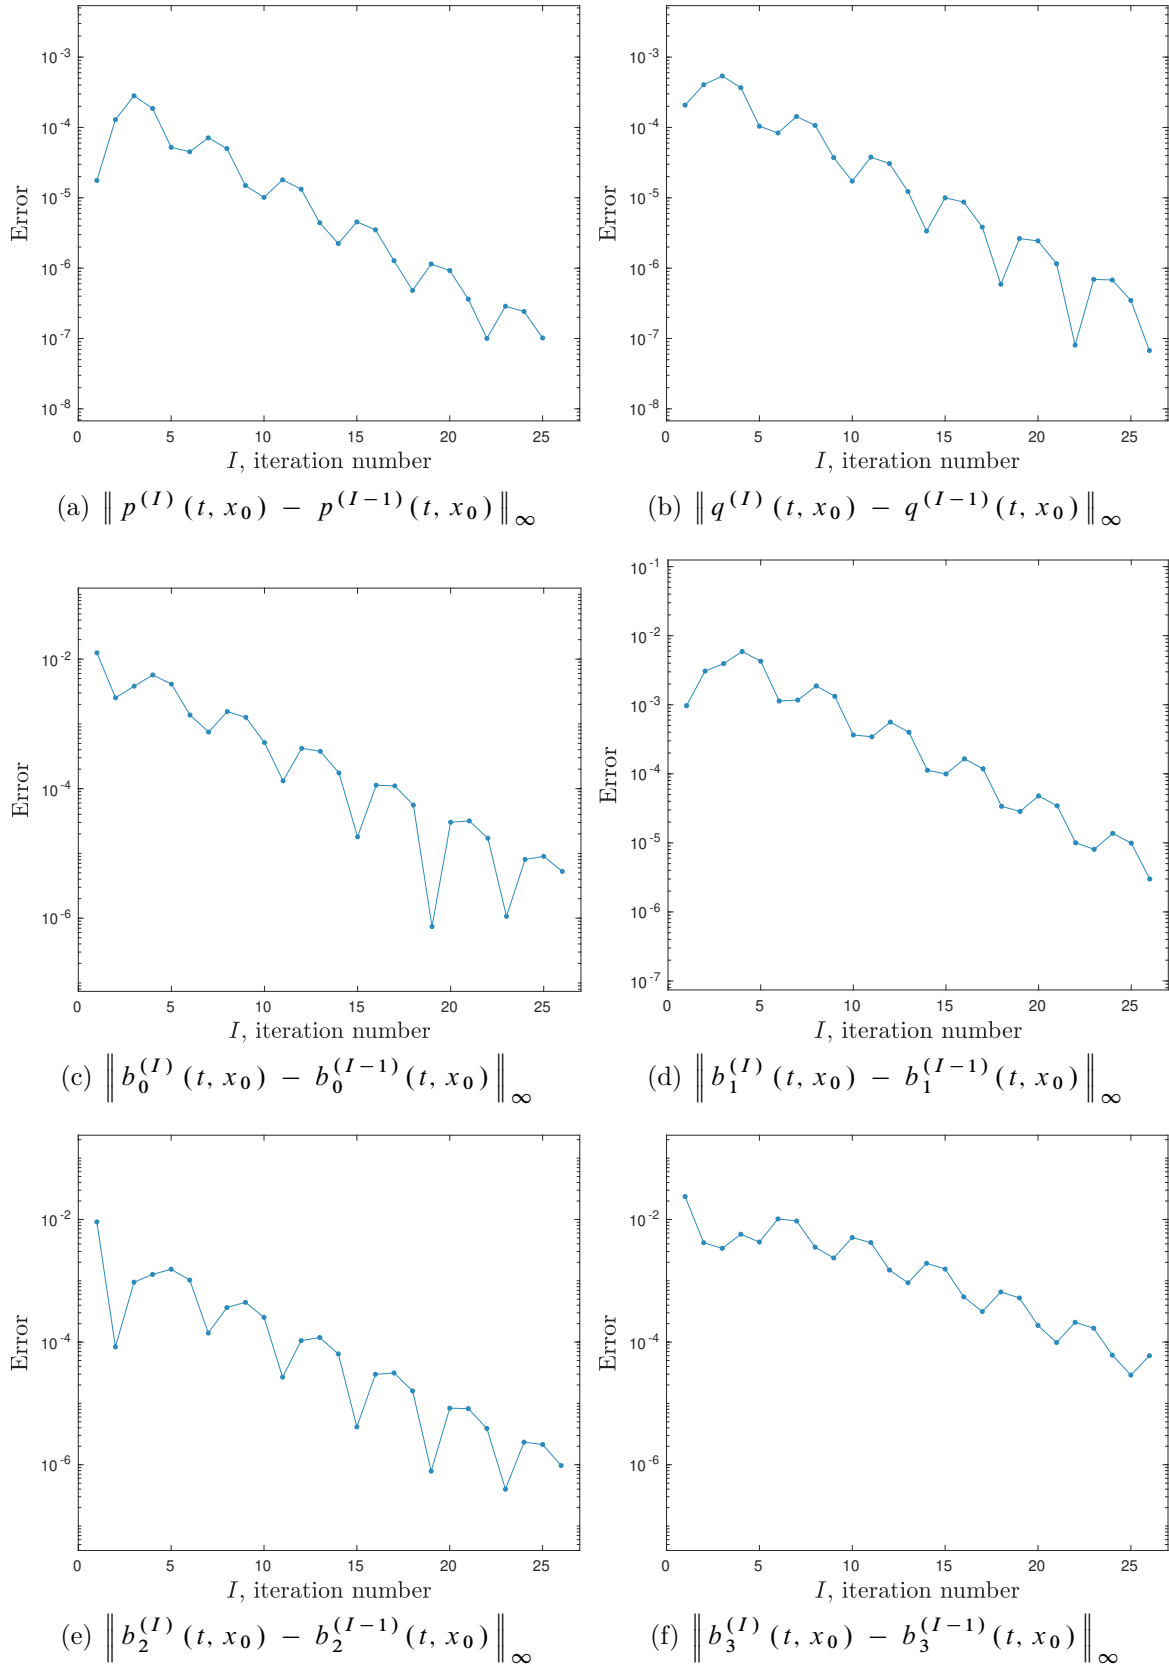 10^-3
10^-4
10^-5
10^-6
10^-7
10^-8
Error
0 5 10 15 20 25
I, iteration number
(a) ‖ p^(I) (t, x_0) − p^(I−1) (t, x_0) ‖_∞
10^-3
10^-4
10^-5
10^-6
10^-7
10^-8
Error
0 5 10 15 20 25
I, iteration number
(b) ‖ q^(I) (t, x_0) − q^(I−1) (t, x_0) ‖_∞
10^-2
10^-4
10^-6
Error
0 5 10 15 20 25
I, iteration number
(c) ‖ b_0^(I) (t, x_0) − b_0^(I−1) (t, x_0) ‖_∞
10^-1
10^-2
10^-3
10^-4
10^-5
10^-6
10^-7
Error
0 5 10 15 20 25
I, iteration number
(d) ‖ b_1^(I) (t, x_0) − b_1^(I−1) (t, x_0) ‖_∞
10^-2
10^-4
10^-6
Error
0 5 10 15 20 25
I, iteration number
(e) ‖ b_2^(I) (t, x_0) − b_2^(I−1) (t, x_0) ‖_∞
10^-2
10^-4
10^-6
Error
0 5 10 15 20 25
I, iteration number
(f) ‖ b_3^(I) (t, x_0) − b_3^(I−1) (t, x_0) ‖_∞